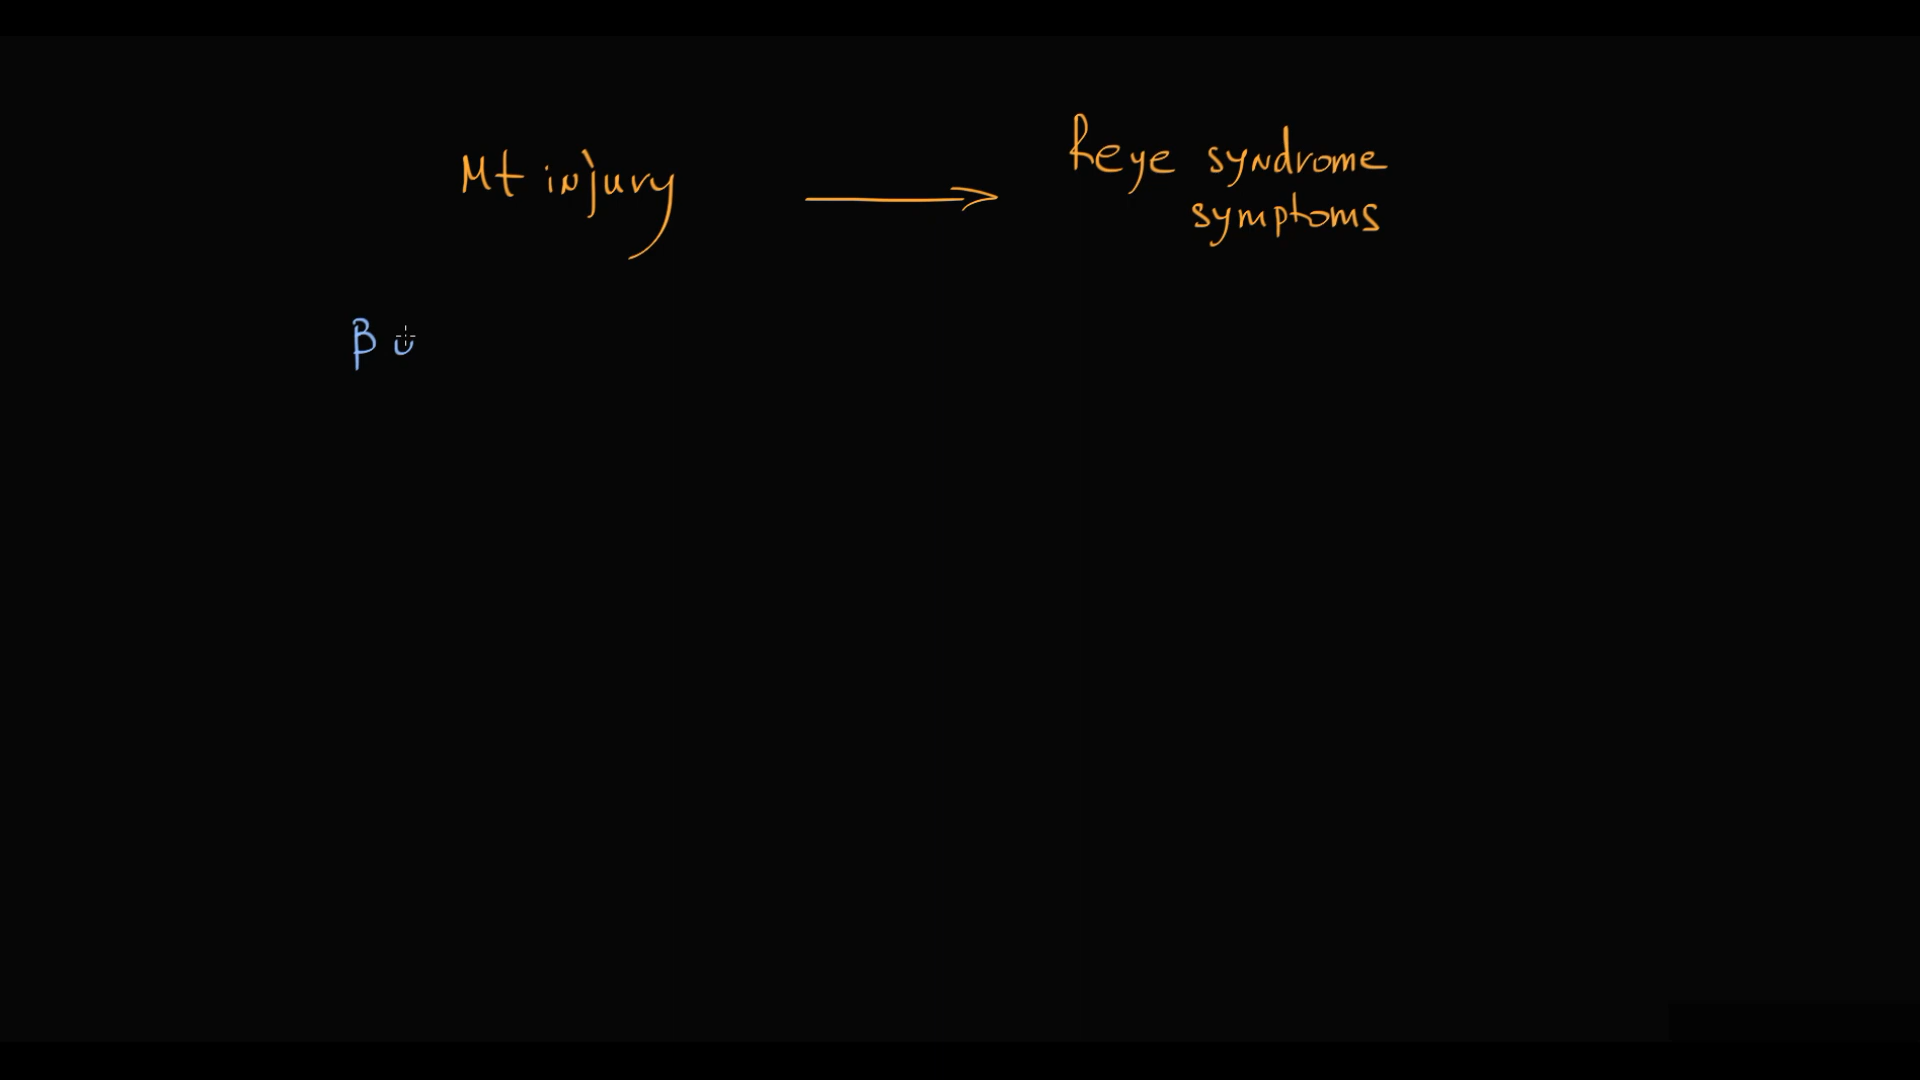 Mt injury → Reye syndrome
symptoms
β